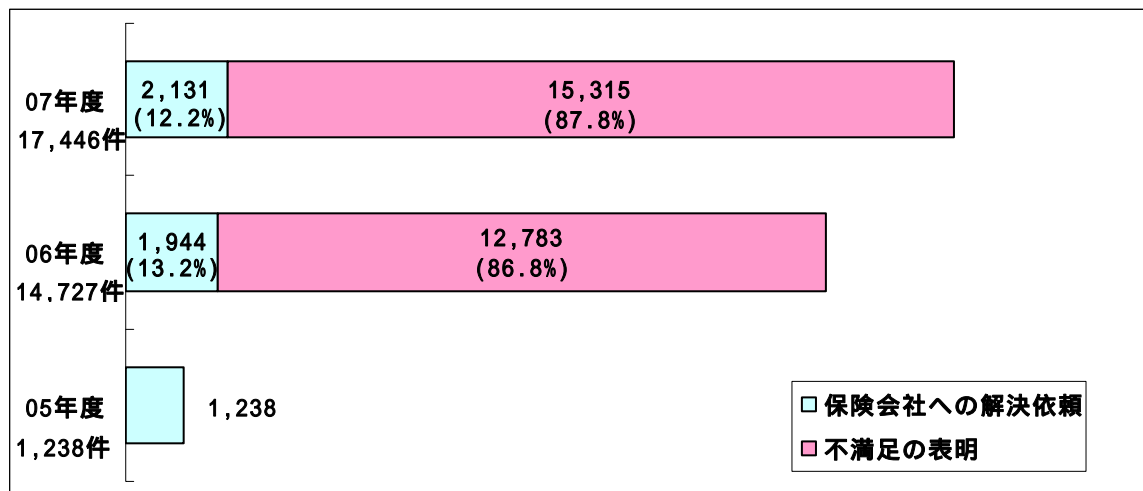 07年度
17,446件
2,131
(12.2%)
15,315
(87.8%)
06年度
14,727件
1,944
(13.2%)
12,783
(86.8%)
05年度
1,238件
1,238
保険会社への解決依頼
不満足の表明